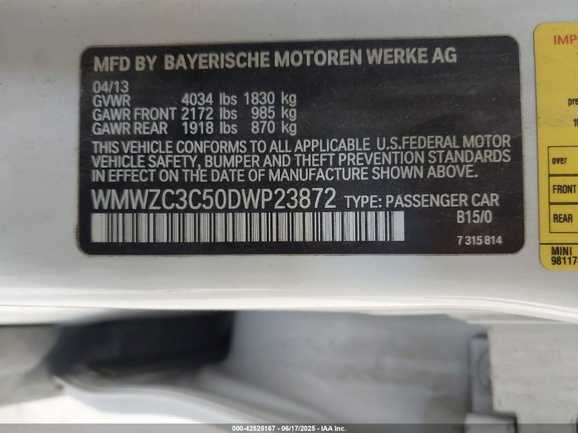 MFD BY BAYERISCHE MOTOREN WERKE AG
04/13
GVWR 4034 lbs 1830 kg
GAWR FRONT 2172 lbs 985 kg
GAWR REAR 1918 lbs 870 kg
THIS VEHICLE CONFORMS TO ALL APPLICABLE U.S.FEDERAL MOTOR
VEHICLE SAFETY, BUMPER AND THEFT PREVENTION STANDARDS
IN EFFECT ON THE DATE OF MANUFACTURE SHOWN ABOVE.
WMWZC3C50DWP23872 TYPE: PASSENGER CAR
B15/0
7 315 814
IMP
pre
over
FRONT
REAR
MINI
98117
000-42525167 - 06/17/2025 - IAA Inc.